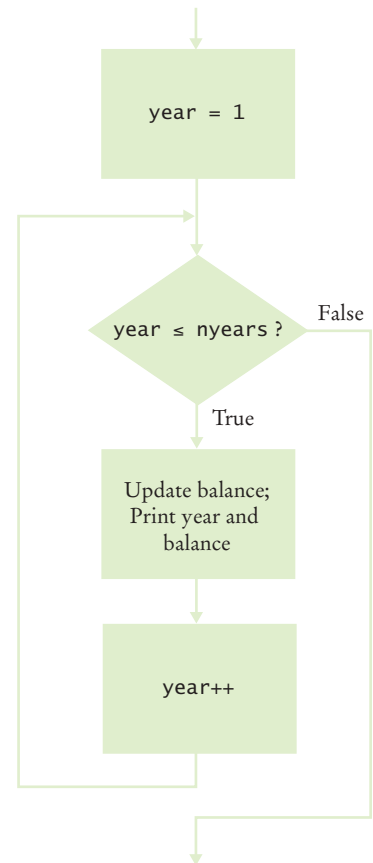 year = 1
year ≤ nyears ?
False
True
Update balance;
Print year and
balance
year++